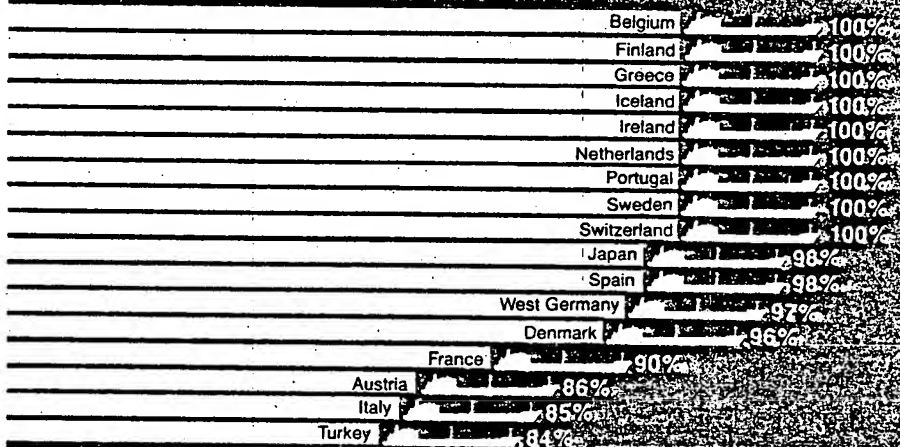 Belgium 100%
Finland 100%
Greece 100%
Iceland 100%
Ireland 100%
Netherlands 100%
Portugal 100%
Sweden 100%
Switzerland 100%
Japan 98%
Spain 98%
West Germany 97%
Denmark 96%
France 90%
Austria 86%
Italy 85%
Turkey 84%